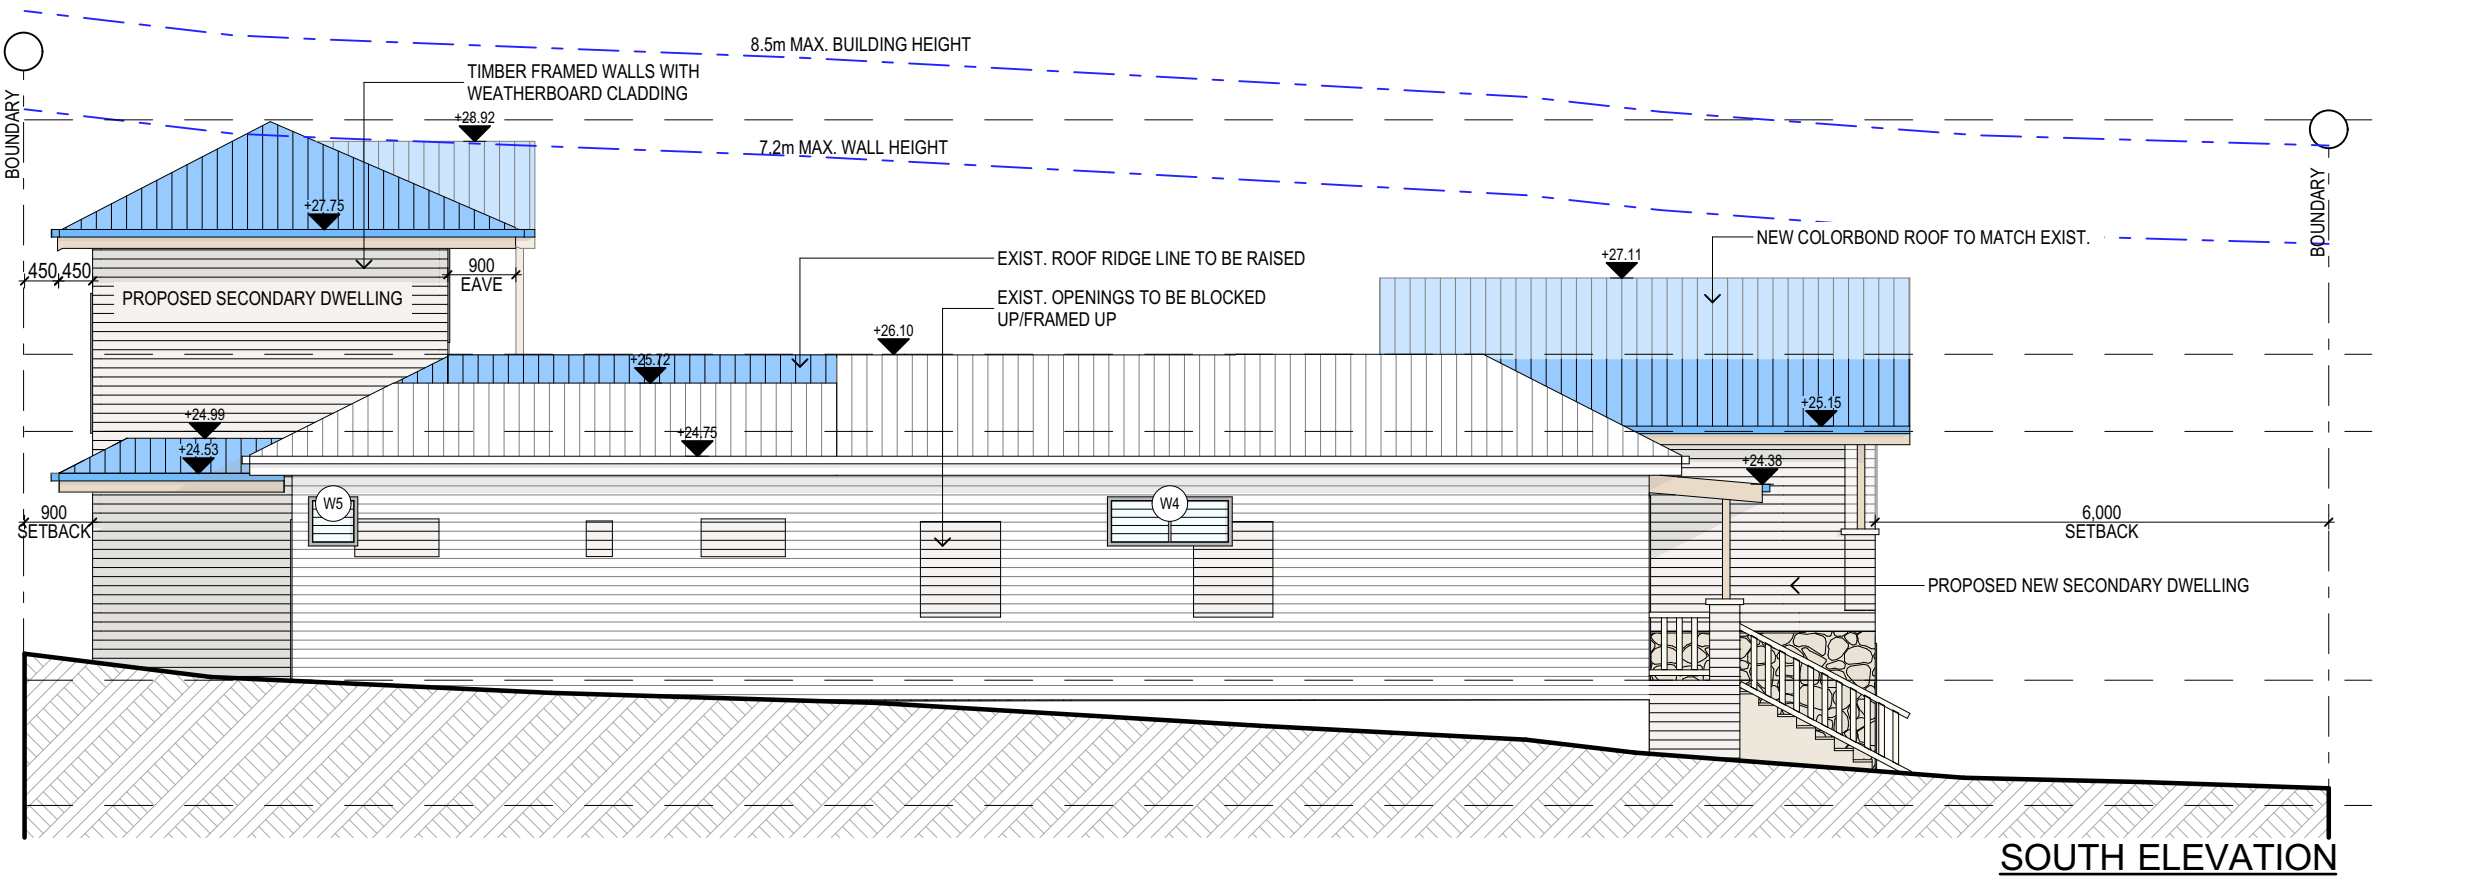 8.5m MAX. BUILDING HEIGHT
TIMBER FRAMED WALLS WITH
WEATHERBOARD CLADDING
BOUNDARY
+28.92
7.2m MAX. WALL HEIGHT
BOUNDARY
+27.75
NEW COLORBOND ROOF TO MATCH EXIST.
+27.11
EXIST. ROOF RIDGE LINE TO BE RAISED
450 450
900
EAVE
PROPOSED SECONDARY DWELLING
EXIST. OPENINGS TO BE BLOCKED
UP/FRAMED UP
+26.10
+25.72
+25.15
+24.99
+24.75
+24.53
+24.38
W5
W4
900
SETBACK
6,000
SETBACK
PROPOSED NEW SECONDARY DWELLING
SOUTH ELEVATION